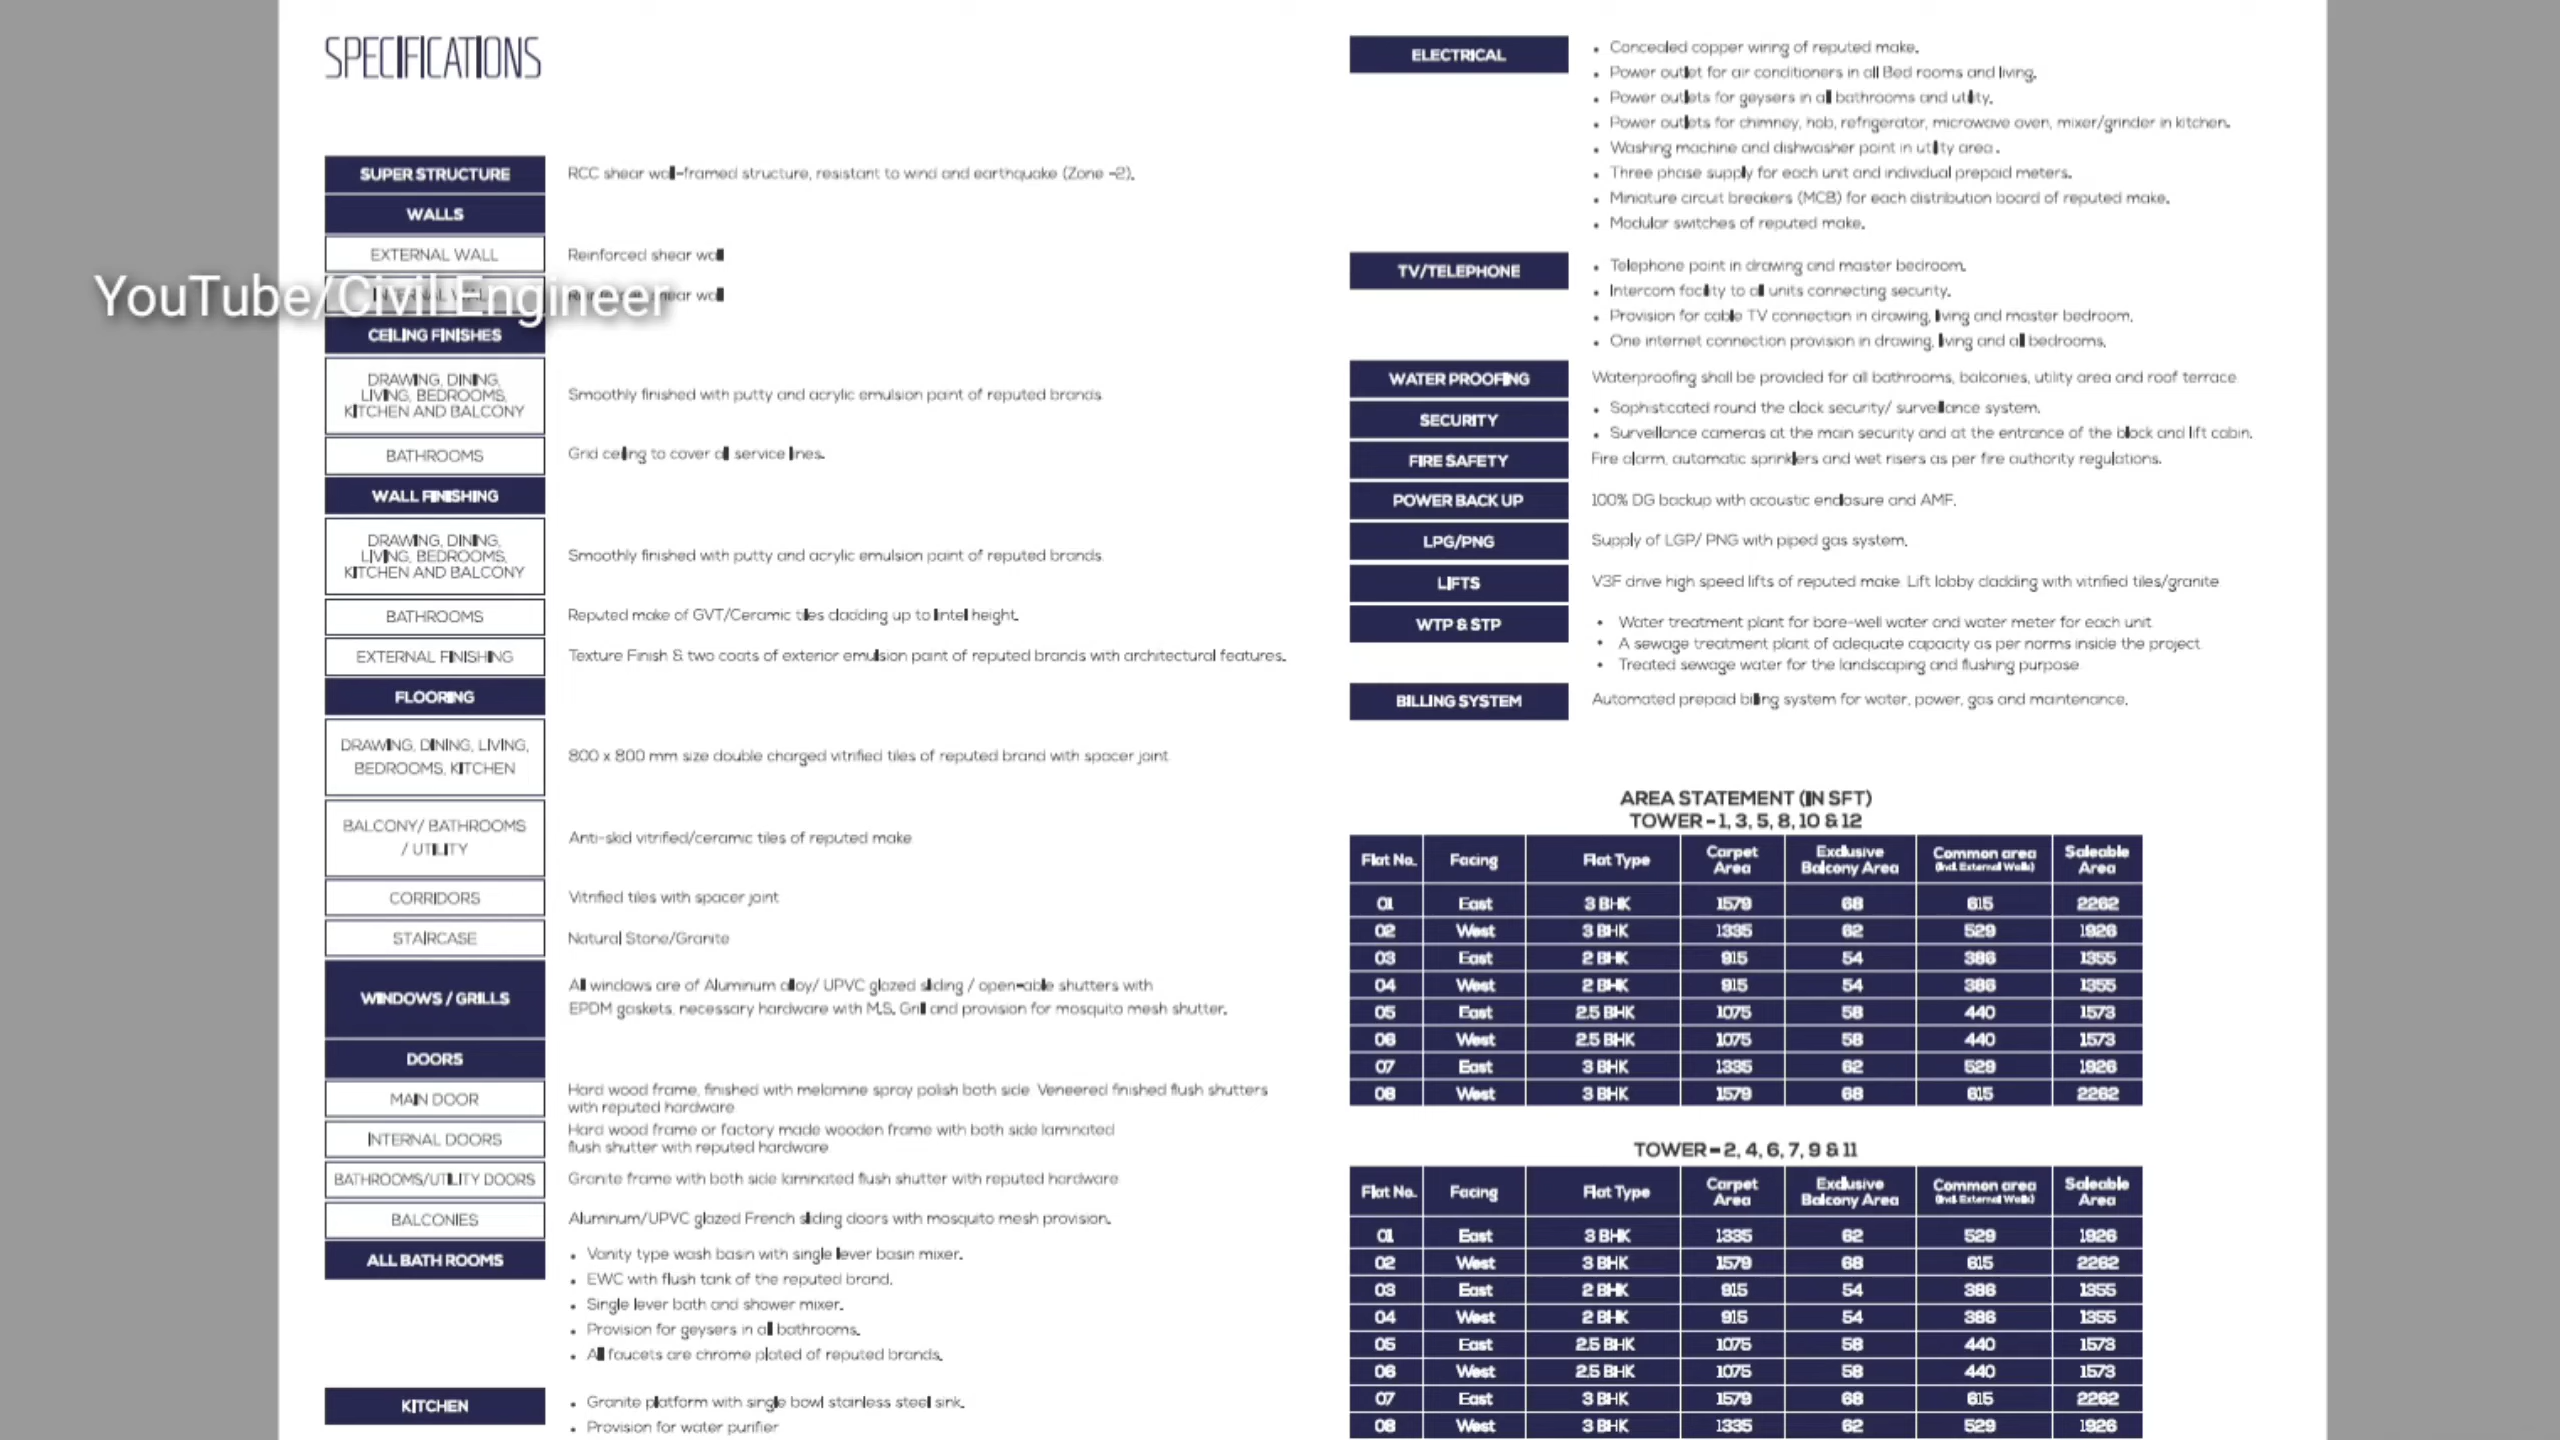 SPECIFICATIONS
SUPER STRUCTURE
RCC shear wall-framed structure, resistant to wind and earthquake (Zone -2).
WALLS
EXTERNAL WALL
Reinforced shear wall
YouTube/Civil Engineer
INTERNAL WALL
Reinforced shear wall
CEILING FINISHES
DRAWING, DINING,
LIVING, BEDROOMS,
KITCHEN AND BALCONY
Smoothly finished with putty and acrylic emulsion paint of reputed brands
BATHROOMS
Grid ceiling to cover all service lines.
WALL FINISHING
DRAWING, DINING,
LIVING, BEDROOMS,
KITCHEN AND BALCONY
Smoothly finished with putty and acrylic emulsion paint of reputed brands
BATHROOMS
Reputed make of GVT/Ceramic tiles cladding up to lintel height.
EXTERNAL FINISHING
Texture Finish & two coats of exterior emulsion paint of reputed brands with architectural features.
FLOORING
DRAWING, DINING, LIVING,
BEDROOMS, KITCHEN
800 x 800 mm size double charged vitrified tiles of reputed brand with spacer joint
BALCONY/ BATHROOMS
/ UTILITY
Anti-skid vitrified/ceramic tiles of reputed make
CORRIDORS
Vitrified tiles with spacer joint
STAIRCASE
Natural Stone/Granite
WINDOWS / GRILLS
All windows are of Aluminum alloy/ UPVC glazed sliding / open-able shutters with
EPDM gaskets, necessary hardware with M.S. Grill and provision for mosquito mesh shutter.
DOORS
MAIN DOOR
Hard wood frame, finished with melamine spray polish both side. Veneered finished flush shutters
with reputed hardware
INTERNAL DOORS
Hard wood frame or factory made wooden frame with both side laminated
flush shutter with reputed hardware
BATHROOMS/UTILITY DOORS
Granite frame with both side laminated flush shutter with reputed hardware
BALCONIES
Aluminum/UPVC glazed French sliding doors with mosquito mesh provision.
ALL BATH ROOMS
• Vanity type wash basin with single lever basin mixer.
• EWC with flush tank of the reputed brand.
• Single lever bath and shower mixer.
• Provision for geysers in all bathrooms.
• All faucets are chrome plated of reputed brands.
KITCHEN
• Granite platform with single bowl stainless steel sink.
• Provision for water purifier
ELECTRICAL
• Concealed copper wiring of reputed make.
• Power outlet for air conditioners in all Bed rooms and living.
• Power outlets for geysers in all bathrooms and utility.
• Power outlets for chimney, hob, refrigerator, microwave oven, mixer/grinder in kitchen.
• Washing machine and dishwasher point in utility area .
• Three phase supply for each unit and individual prepaid meters.
• Miniature circuit breakers (MCB) for each distribution board of reputed make.
• Modular switches of reputed make.
TV/TELEPHONE
• Telephone point in drawing and master bedroom.
• Intercom facility to all units connecting security.
• Provision for cable TV connection in drawing, living and master bedroom.
• One internet connection provision in drawing, living and all bedrooms.
WATER PROOFING
Waterproofing shall be provided for all bathrooms, balconies, utility area and roof terrace
SECURITY
• Sophisticated round the clock security/ surveillance system.
• Surveillance cameras at the main security and at the entrance of the block and lift cabin.
FIRE SAFETY
Fire alarm, automatic sprinklers and wet risers as per fire authority regulations.
POWER BACK UP
100% DG backup with acoustic enclosure and AMF.
LPG/PNG
Supply of LGP/ PNG with piped gas system.
LIFTS
V3F drive high speed lifts of reputed make. Lift lobby cladding with vitrified tiles/granite
WTP & STP
• Water treatment plant for bore-well water and water meter for each unit
• A sewage treatment plant of adequate capacity as per norms inside the project
• Treated sewage water for the landscaping and flushing purpose
BILLING SYSTEM
Automated prepaid billing system for water, power, gas and maintenance.
AREA STATEMENT (IN SFT)
TOWER - 1, 3, 5, 8, 10 & 12
Flat No. Facing Flat Type Carpet Area Exclusive Balcony Area Common area (Incl. External Walls) Saleable Area
01 East 3 BHK 1579 68 615 2262
02 West 3 BHK 1335 62 529 1926
03 East 2 BHK 915 54 386 1355
04 West 2 BHK 915 54 386 1355
05 East 2.5 BHK 1075 58 440 1573
06 West 2.5 BHK 1075 58 440 1573
07 East 3 BHK 1335 62 529 1926
08 West 3 BHK 1579 68 615 2262
TOWER - 2, 4, 6, 7, 9 & 11
Flat No. Facing Flat Type Carpet Area Exclusive Balcony Area Common area (Incl. External Walls) Saleable Area
01 East 3 BHK 1335 62 529 1926
02 West 3 BHK 1579 68 615 2262
03 East 2 BHK 915 54 386 1355
04 West 2 BHK 915 54 386 1355
05 East 2.5 BHK 1075 58 440 1573
06 West 2.5 BHK 1075 58 440 1573
07 East 3 BHK 1579 68 615 2262
08 West 3 BHK 1335 62 529 1926